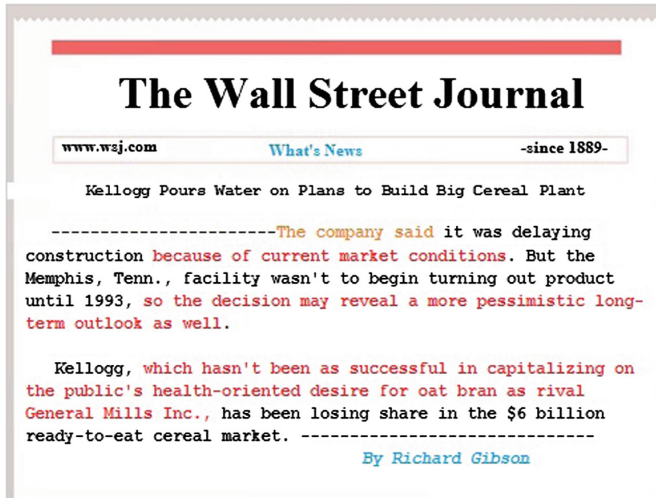 The Wall Street Journal
www.wsj.com What's News -since 1889-
Kellogg Pours Water on Plans to Build Big Cereal Plant
-----------------------The company said it was delaying
construction because of current market conditions. But the
Memphis, Tenn., facility wasn't to begin turning out product
until 1993, so the decision may reveal a more pessimistic long-
term outlook as well.
Kellogg, which hasn't been as successful in capitalizing on
the public's health-oriented desire for oat bran as rival
General Mills Inc., has been losing share in the $6 billion
ready-to-eat cereal market. ------------------------------
By Richard Gibson